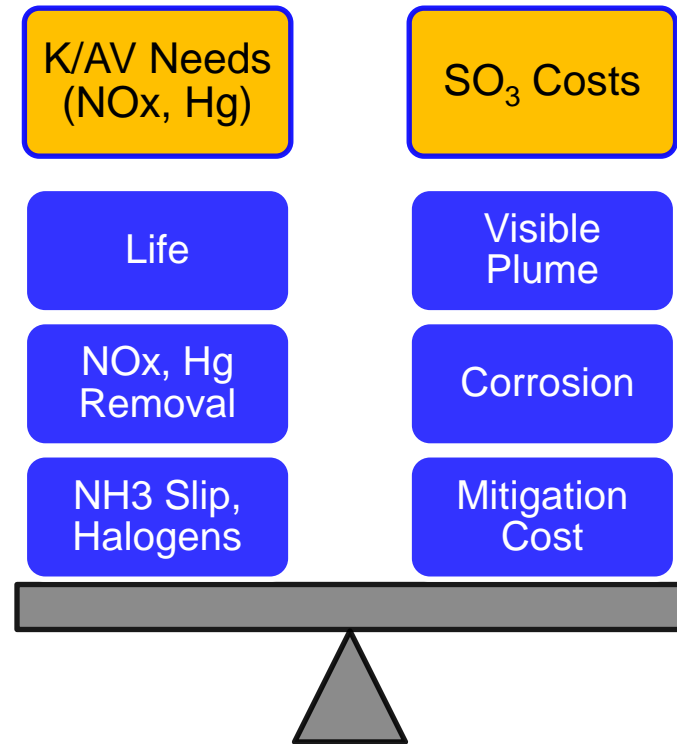 K/AV Needs
(NOx, Hg)
SO₃ Costs
Life
Visible
Plume
NOx, Hg
Removal
Corrosion
NH3 Slip,
Halogens
Mitigation
Cost